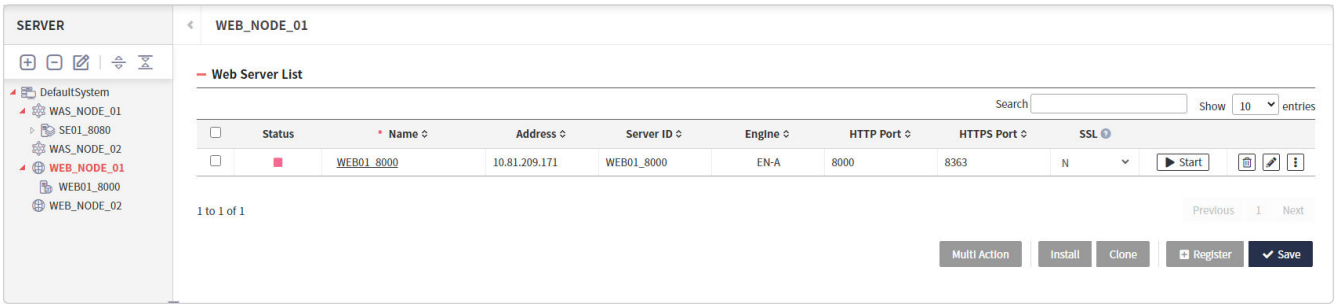 SERVER
WEB_NODE_01
DefaultSystem
WAS_NODE_01
SE01_8080
WAS_NODE_02
WEB_NODE_01
WEB01_8000
WEB_NODE_02
Web Server List
Search Show 10 entries
Status * Name Address Server ID Engine HTTP Port HTTPS Port SSL ?
WEB01_8000 10.81.209.171 WEB01_8000 EN-A 8000 8363 N Start
1 to 1 of 1
Previous 1 Next
Multi Action Install Clone Register Save